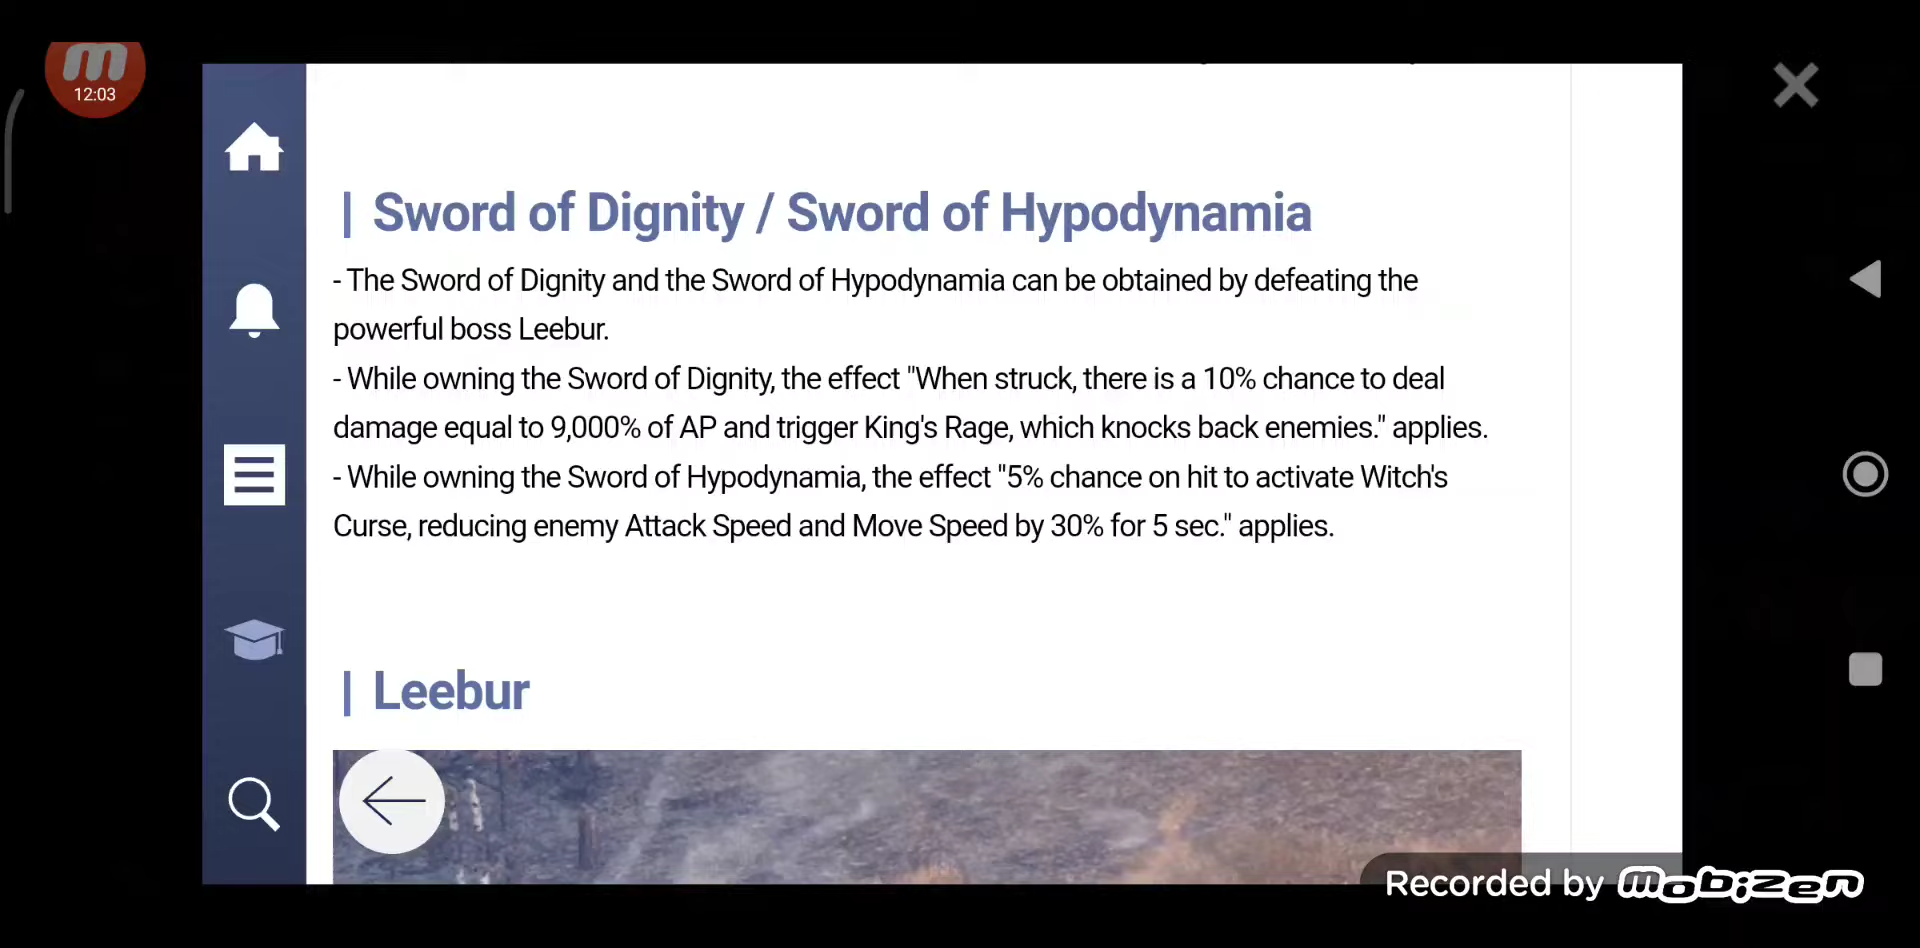 m
12:03
| Sword of Dignity / Sword of Hypodynamia
- The Sword of Dignity and the Sword of Hypodynamia can be obtained by defeating the
powerful boss Leebur.
- While owning the Sword of Dignity, the effect "When struck, there is a 10% chance to deal
damage equal to 9,000% of AP and trigger King's Rage, which knocks back enemies." applies.
- While owning the Sword of Hypodynamia, the effect "5% chance on hit to activate Witch's
Curse, reducing enemy Attack Speed and Move Speed by 30% for 5 sec." applies.
| Leebur
Recorded by mobizen